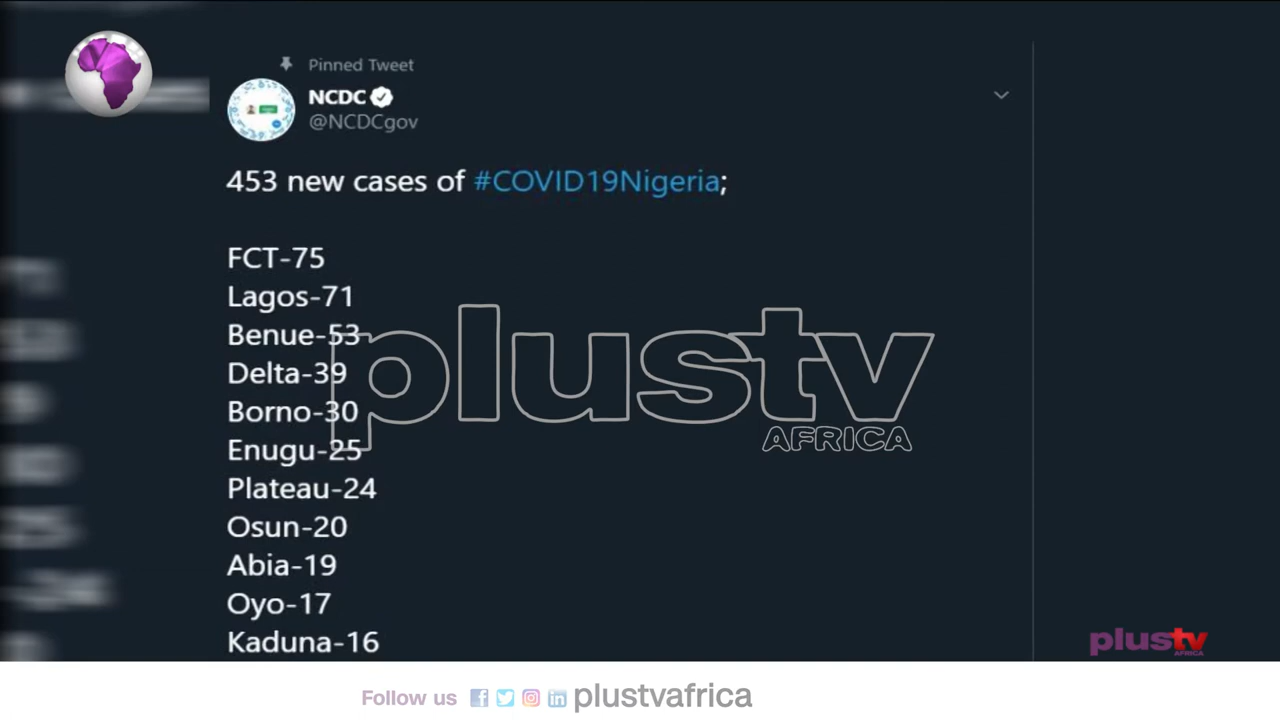 Pinned Tweet
NCDC
@NCDCgov
453 new cases of #COVID19Nigeria;
FCT-75
Lagos-71
Benue-53
Delta-39
Borno-30
Enugu-25
Plateau-24
Osun-20
Abia-19
Oyo-17
Kaduna-16
plustv
AFRICA
plustv
AFRICA
Follow us plustvafrica